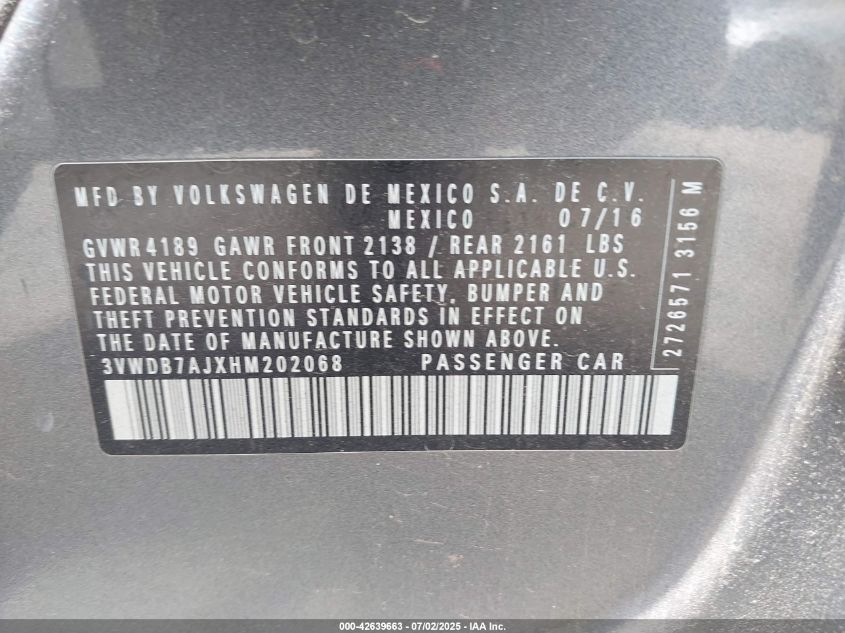 MFD BY VOLKSWAGEN DE MEXICO S.A. DE C.V.
MEXICO 07/16
GVWR 4189 GAWR FRONT 2138 / REAR 2161 LBS
THIS VEHICLE CONFORMS TO ALL APPLICABLE U.S.
FEDERAL MOTOR VEHICLE SAFETY, BUMPER AND
THEFT PREVENTION STANDARDS IN EFFECT ON
THE DATE OF MANUFACTURE SHOWN ABOVE.
3VWDB7AJXHM202068 PASSENGER CAR
2726571 3156 M
000-42639663 - 07/02/2025 - IAA Inc.